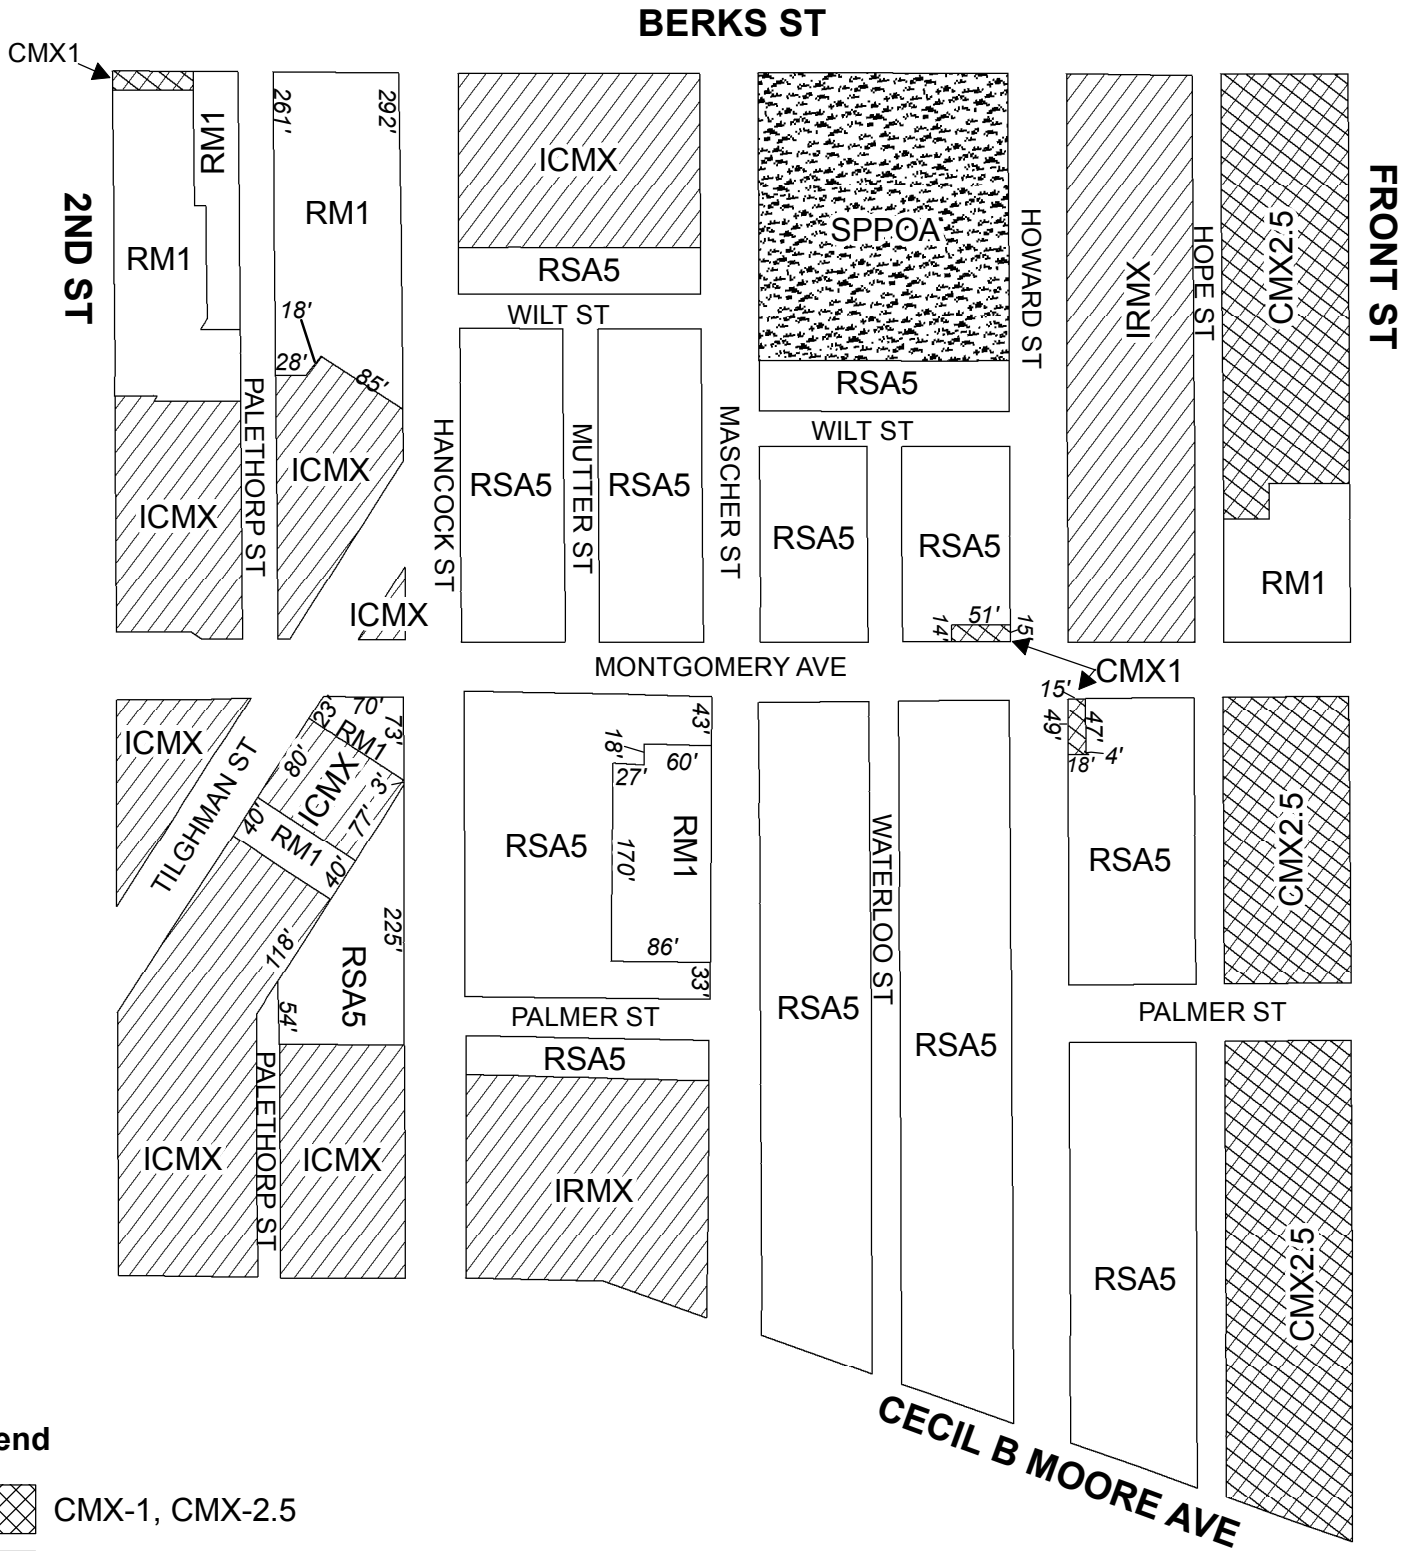 BERKS ST
CMX1
261'
292'
RM1
ICMX
SPPOA
2ND ST
RM1
RM1
RSA5
HOWARD ST
IRMX
HOPE ST
CMX2.5
FRONT ST
18'
WILT ST
28'
85'
RSA5
PALETHORP ST
WILT ST
HANCOCK ST
MUTTER ST
MASCHER ST
ICMX
RSA5
RSA5
ICMX
RSA5
RSA5
RM1
ICMX
51'
14'
15'
MONTGOMERY AVE
CMX1
15'
23'
70'
73'
RM1
43'
49'
47'
ICMX
80'
18'
60'
4'
18'
27'
TILGHMAN ST
ICMX
3'
77'
40'
RM1
40'
RSA5
170'
RM1
WATERLOO ST
RSA5
CMX2.5
118'
225'
86'
RSA5
33'
54'
RSA5
PALMER ST
PALMER ST
RSA5
RSA5
PALETHORP ST
ICMX
ICMX
IRMX
RSA5
CMX2.5
CECIL B MOORE AVE
end
CMX-1, CMX-2.5